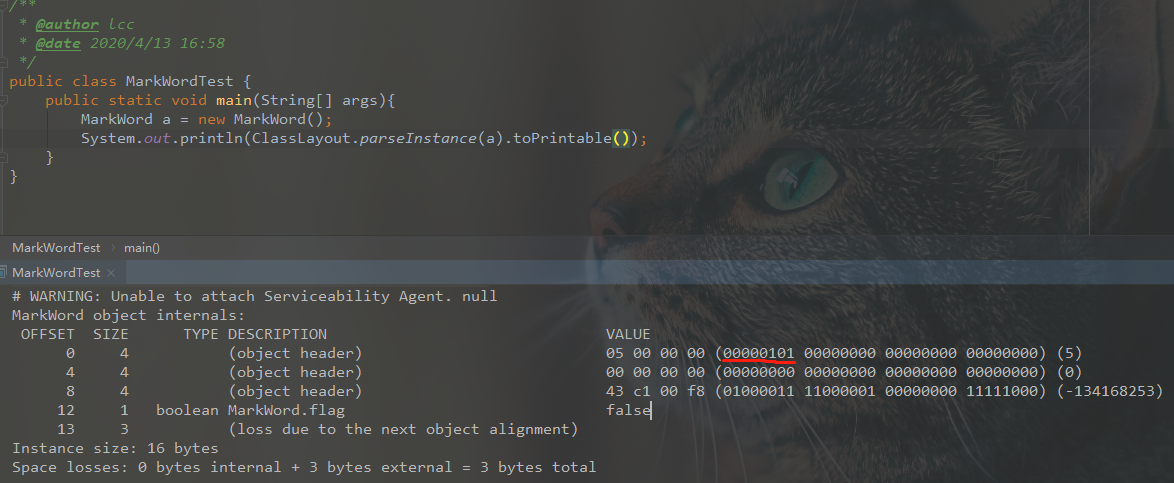 /**
 * @author lcc
 * @date 2020/4/13 16:58
 */
public class MarkWordTest {
    public static void main(String[] args){
        MarkWord a = new MarkWord();
        System.out.println(ClassLayout.parseInstance(a).toPrintable());
    }
}
MarkWordTest > main()
MarkWordTest ×
# WARNING: Unable to attach Serviceability Agent. null
MarkWord object internals:
 OFFSET  SIZE      TYPE DESCRIPTION                               VALUE
      0     4           (object header)                           05 00 00 00 (00000101 00000000 00000000 00000000) (5)
      4     4           (object header)                           00 00 00 00 (00000000 00000000 00000000 00000000) (0)
      8     4           (object header)                           43 c1 00 f8 (01000011 11000001 00000000 11111000) (-134168253)
     12     1   boolean MarkWord.flag                             false
     13     3           (loss due to the next object alignment)
Instance size: 16 bytes
Space losses: 0 bytes internal + 3 bytes external = 3 bytes total